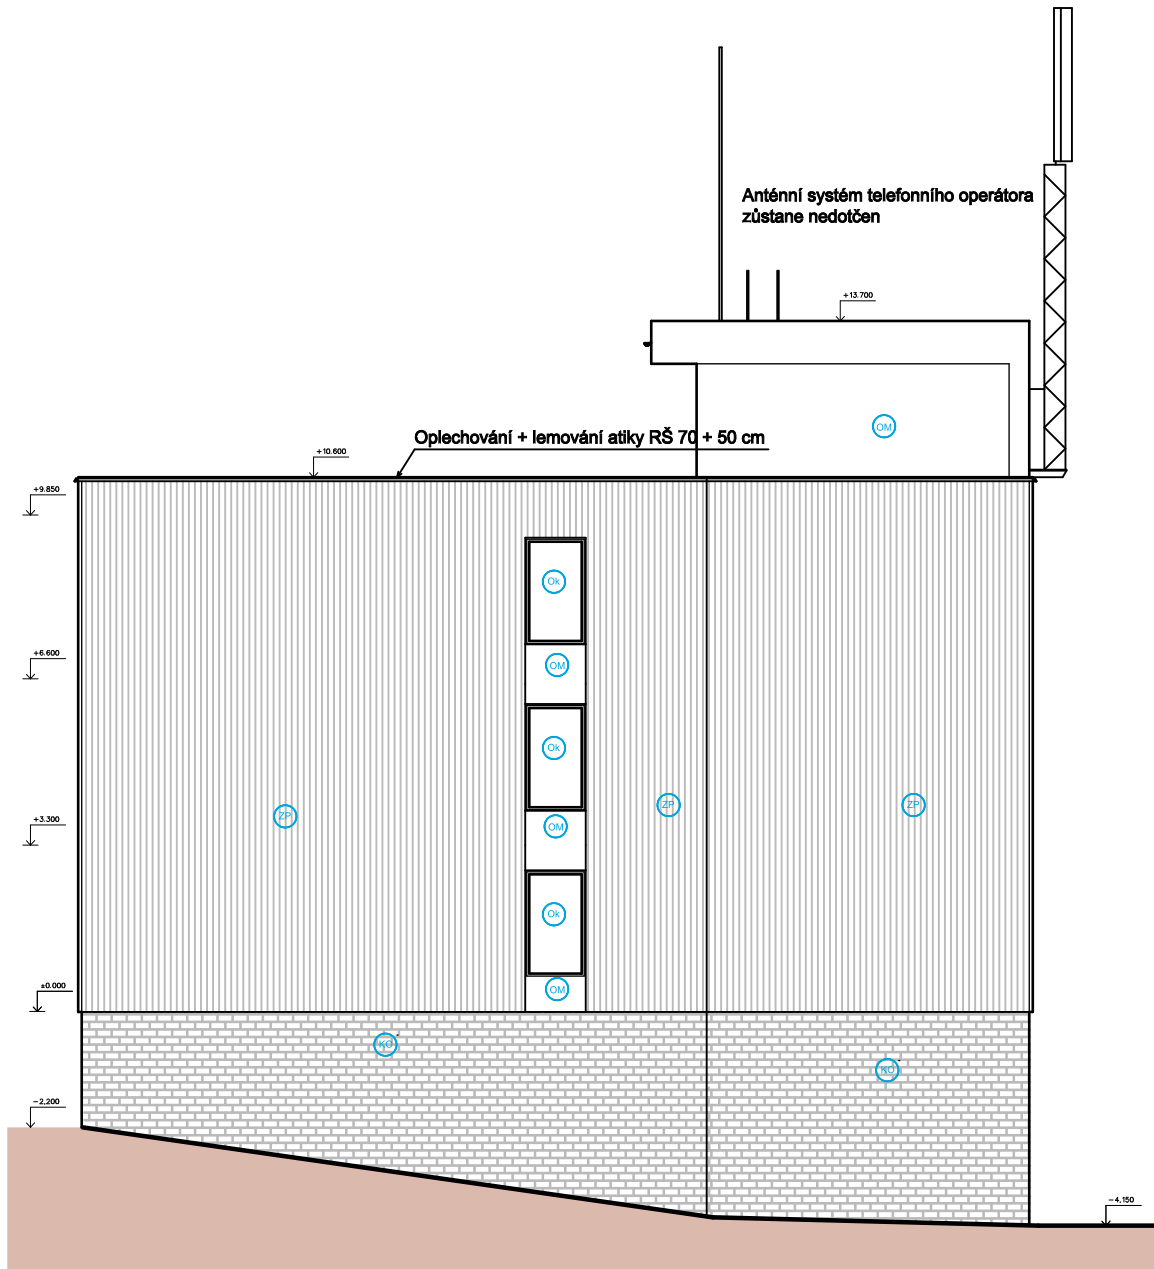 Anténní systém telefonního operátora
zůstane nedotčen
+13.700
OM
Oplechování + lemování atiky RŠ 70 + 50 cm
+10.600
+9.850
Ok
+6.600
OM
Ok
ZP
ZP
ZP
+3.300
OM
Ok
±0.000
OM
KO
KO
-2,200
-4,150